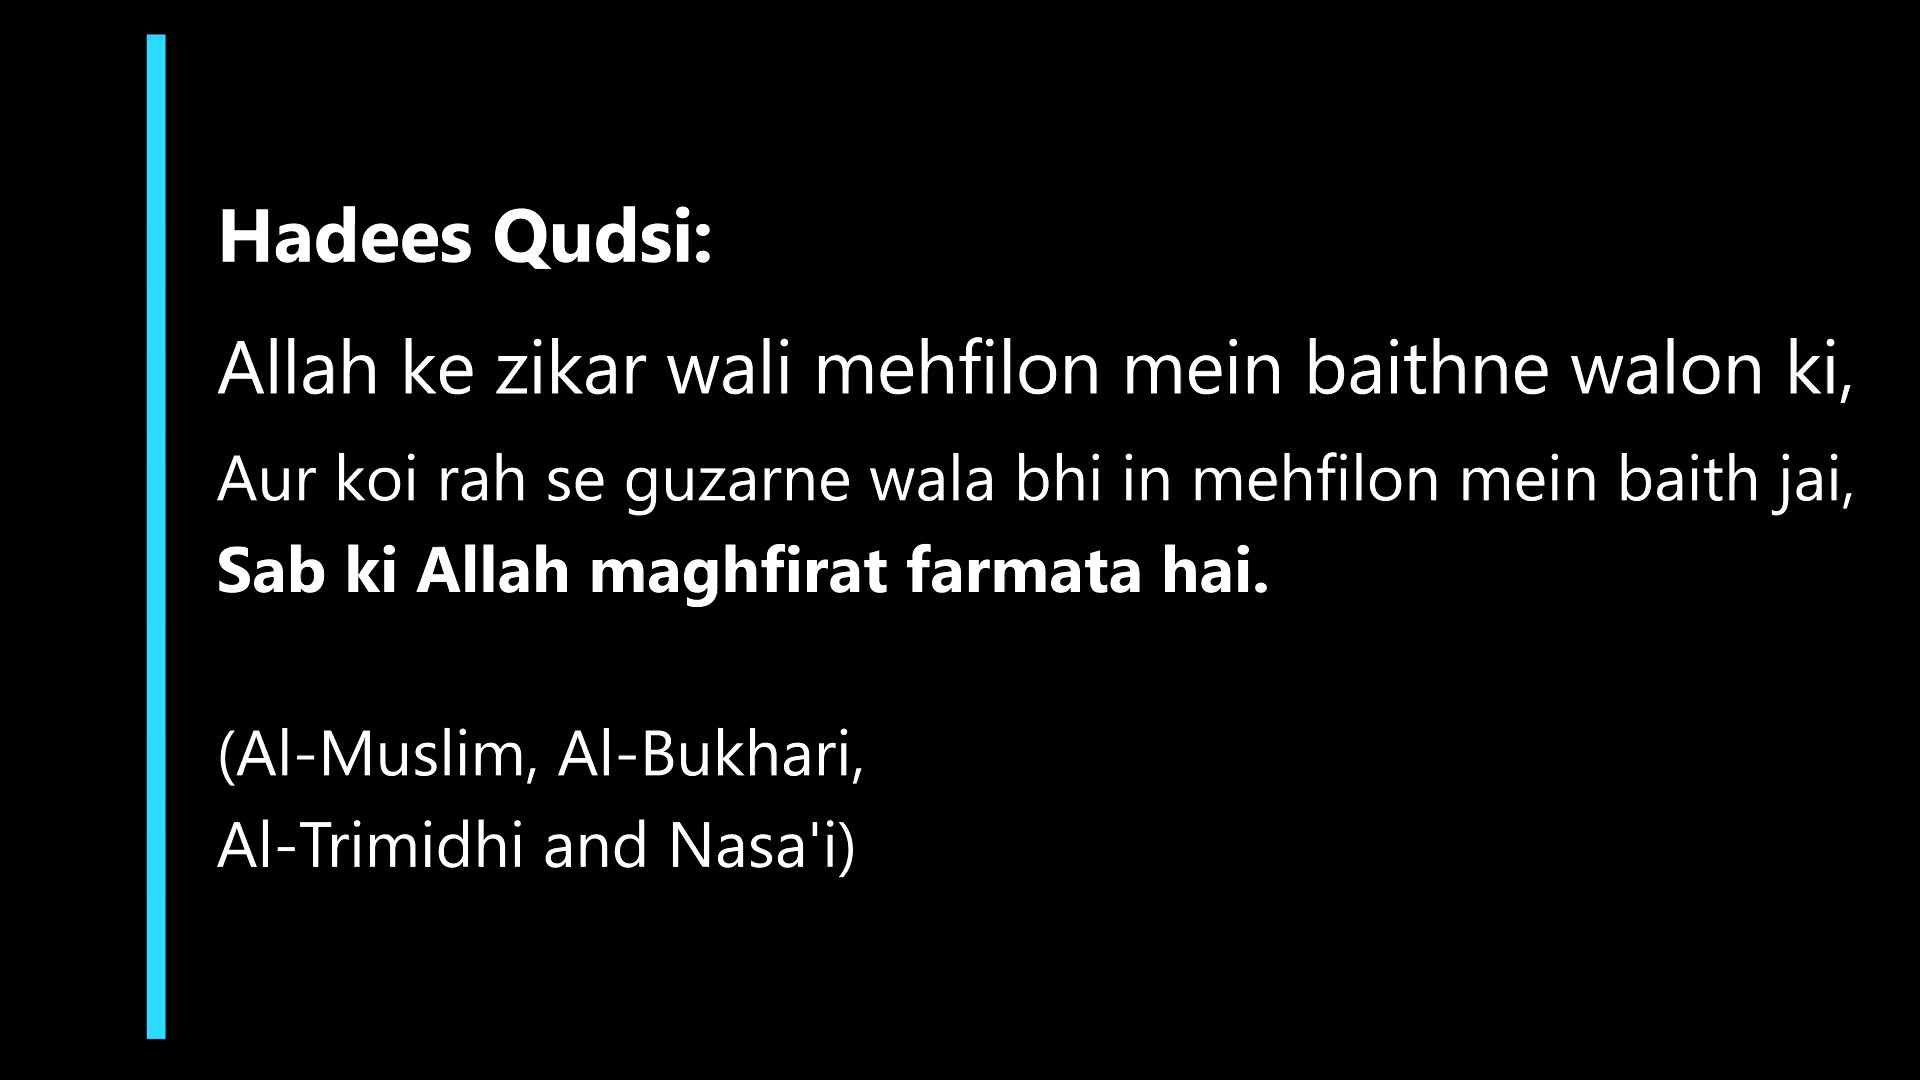 Hadees Qudsi:
Allah ke zikar wali mehfilon mein baithne walon ki,
Aur koi rah se guzarne wala bhi in mehfilon mein baith jai,
Sab ki Allah maghfirat farmata hai.
(Al-Muslim, Al-Bukhari,
Al-Trimidhi and Nasa'i)